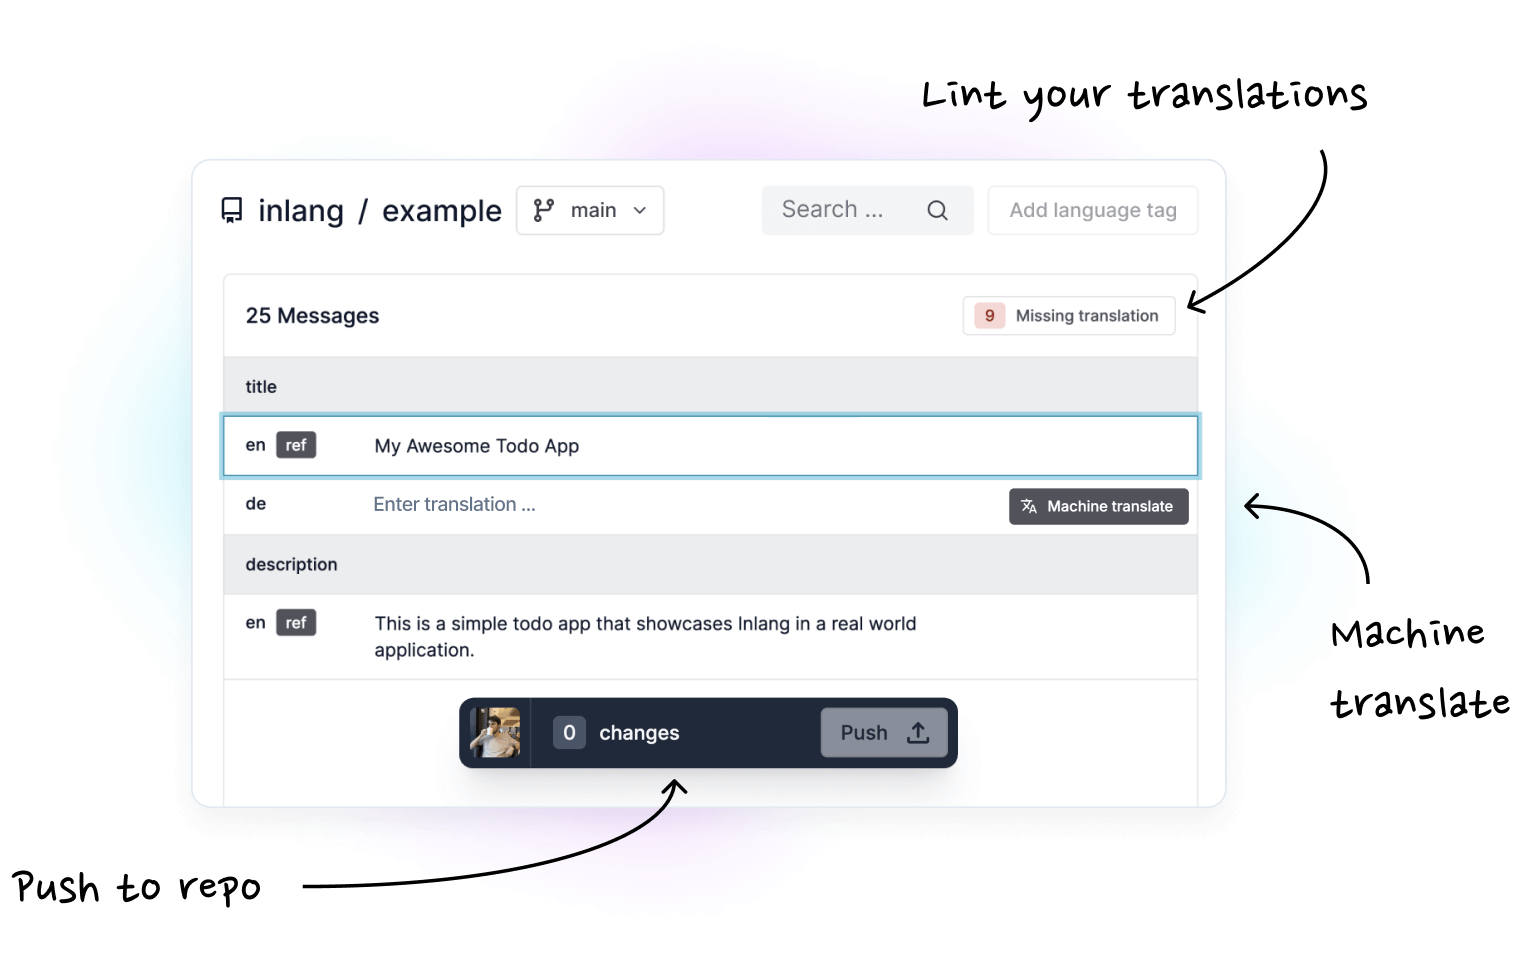 Lint your translations
inlang / example
main
Search ...
Add language tag
25 Messages
9 Missing translation
title
en ref My Awesome Todo App
de Enter translation ...
Machine translate
description
en ref This is a simple todo app that showcases Inlang in a real world
application.
Machine
translate
0 changes
Push
Push to repo